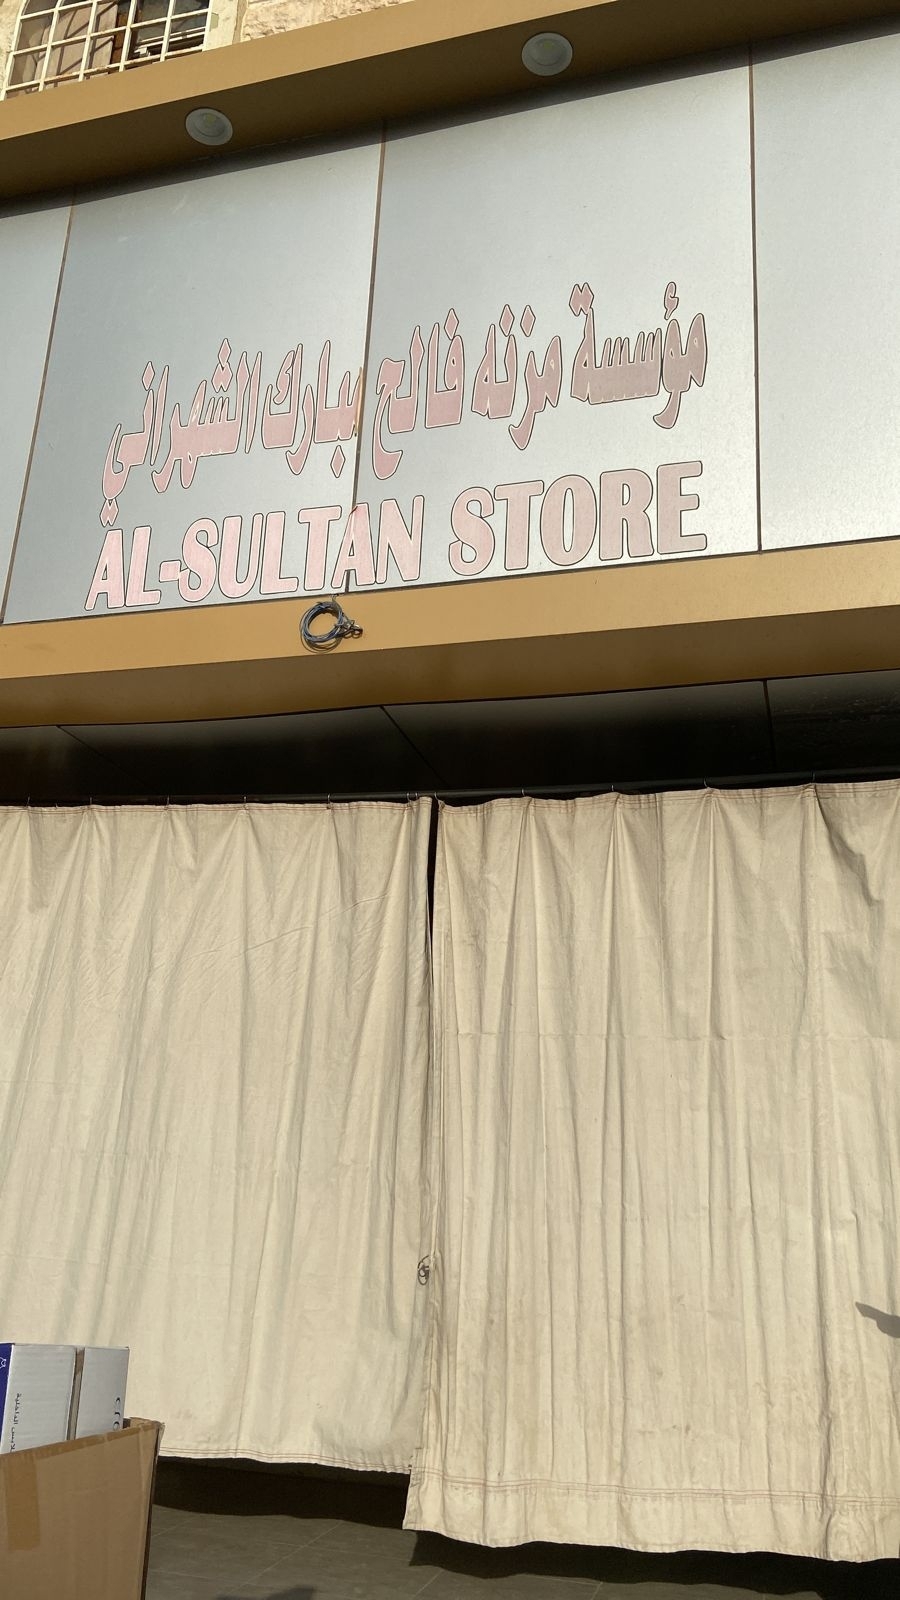 مؤسسة مزنه فالح مبارك الشهراني
AL-SULTAN STORE